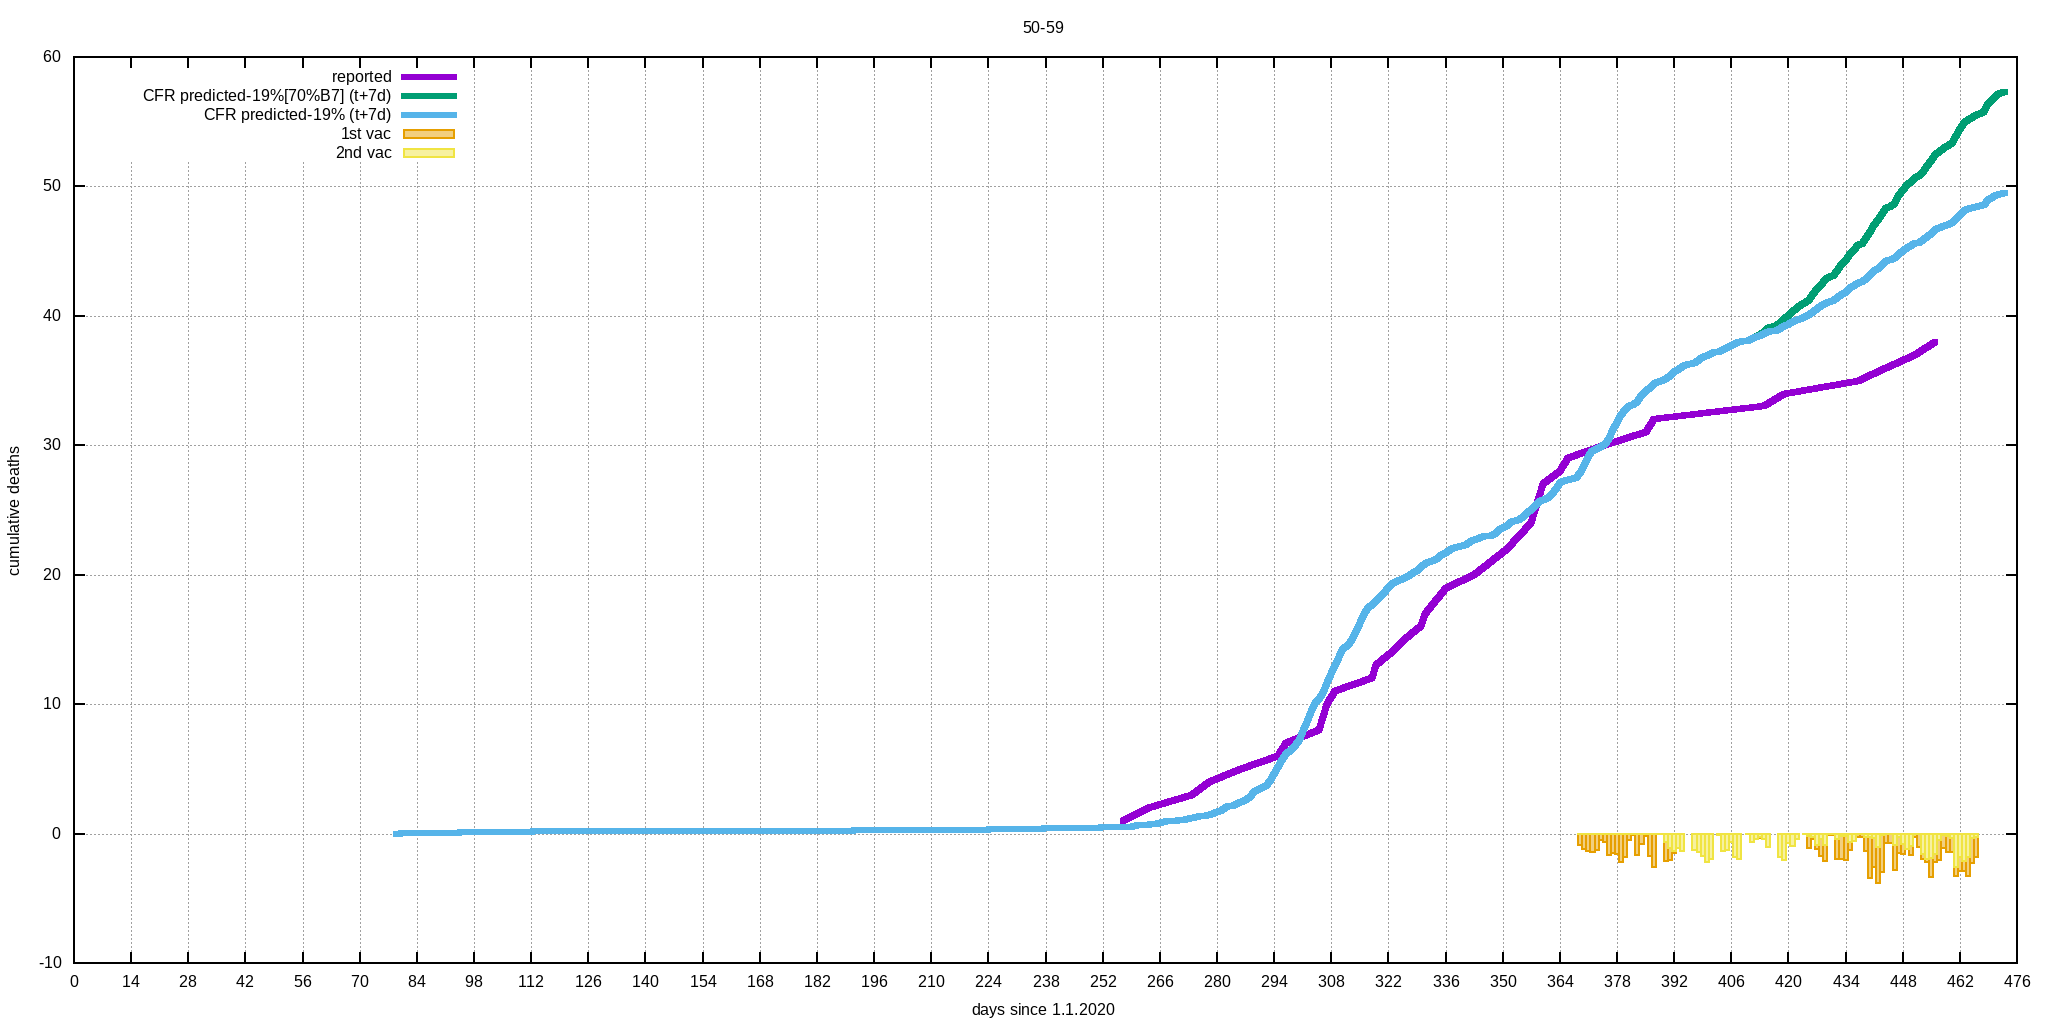 50-59
60
50
40
30
20
10
0
-10
reported
CFR predicted-19%[70%B7] (t+7d)
CFR predicted-19% (t+7d)
1st vac
2nd vac
cumulative deaths
0 14 28 42 56 70 84 98 112 126 140 154 168 182 196 210 224 238 252 266 280 294 308 322 336 350 364 378 392 406 420 434 448 462 476
days since 1.1.2020